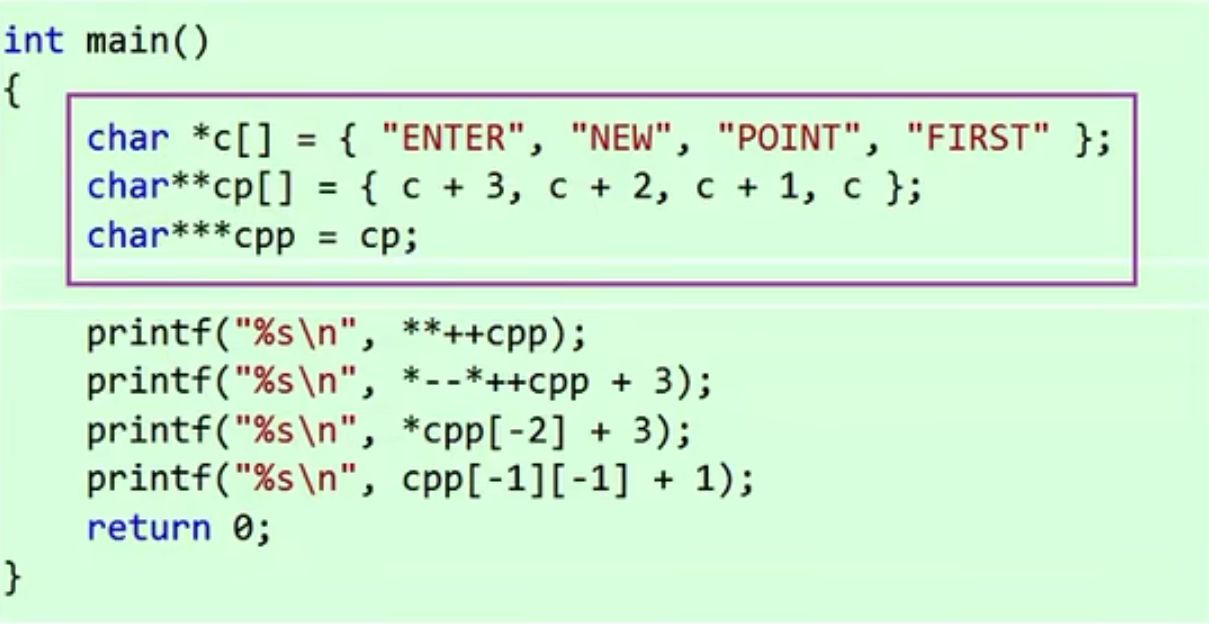 int main()
{
    char *c[] = { "ENTER", "NEW", "POINT", "FIRST" };
    char**cp[] = { c + 3, c + 2, c + 1, c };
    char***cpp = cp;
    printf("%s\n", **++cpp);
    printf("%s\n", *--*++cpp + 3);
    printf("%s\n", *cpp[-2] + 3);
    printf("%s\n", cpp[-1][-1] + 1);
    return 0;
}